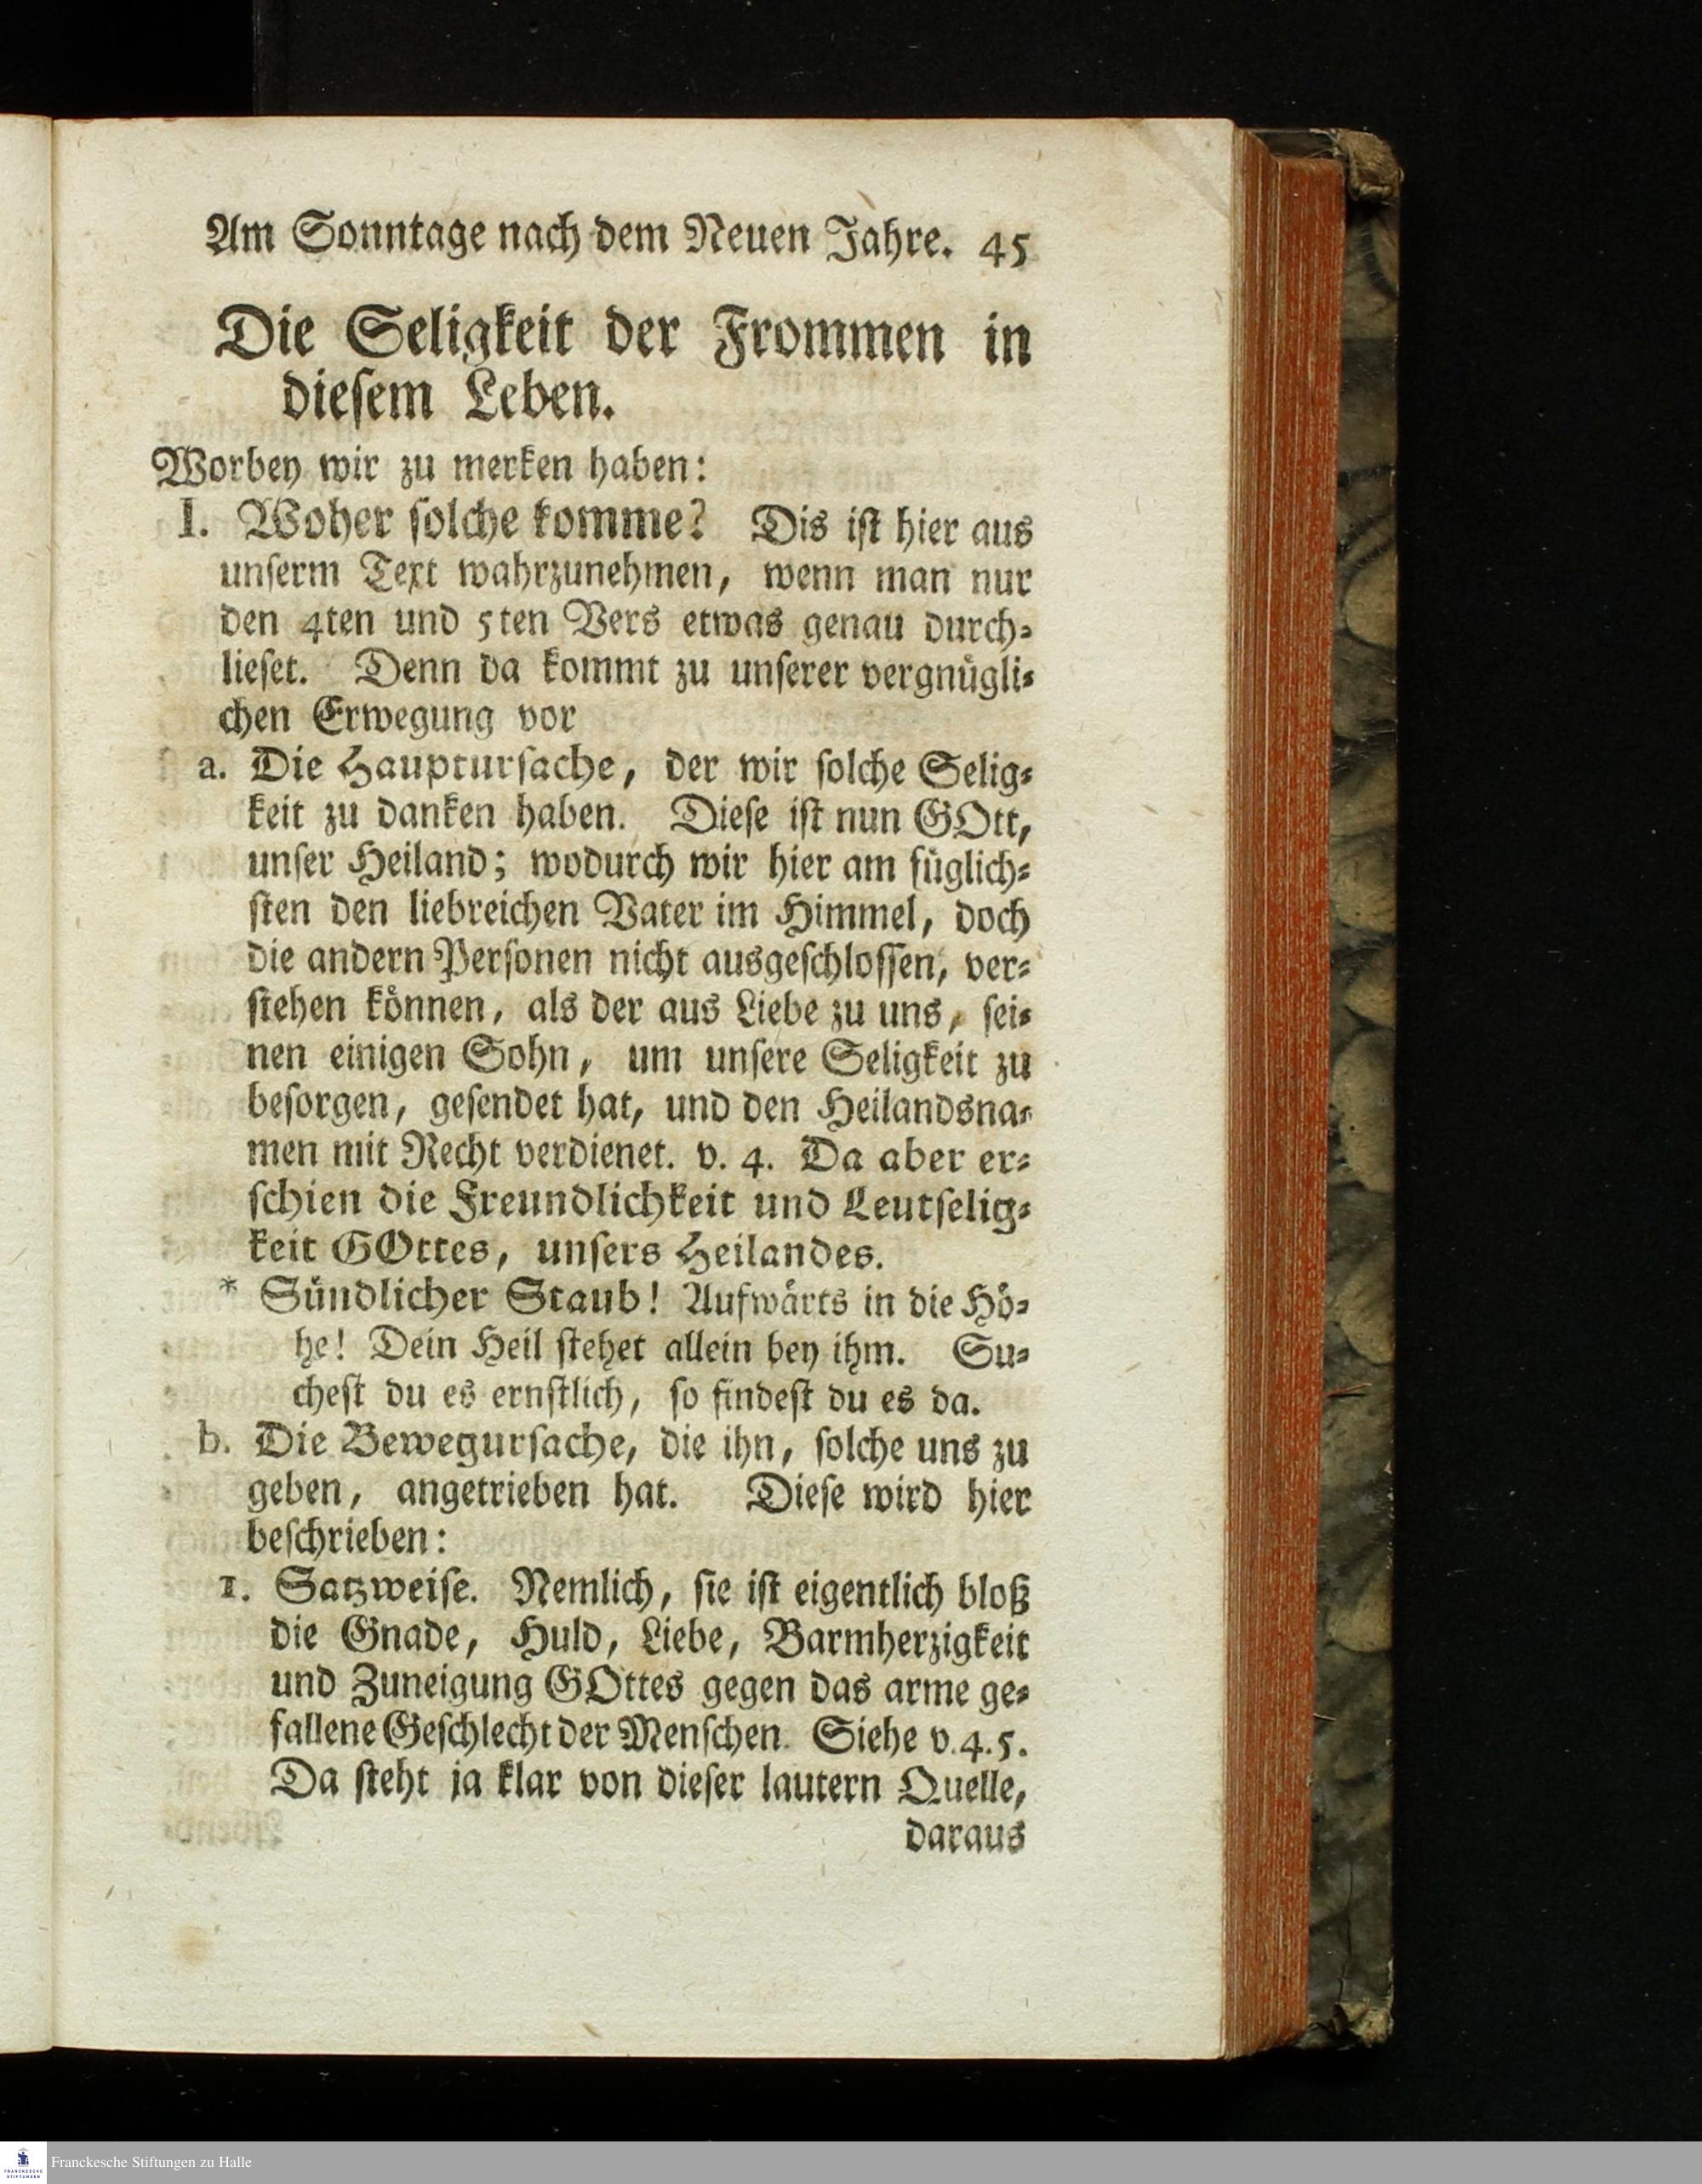 Am Sonntage nach dem Neuen Jahre. 45
Die Seligkeit der Frommen in
dieſem Leben.
Worbey wir zu merken haben:
I. Woher ſolche komme? Dis iſt hier aus
unſerm Text wahrzunehmen, wenn man nur
den 4ten und 5ten Vers etwas genau durch-
lieſet. Denn da kommt zu unſerer vergnügli-
chen Erwegung vor
a. Die Haupturſache, der wir ſolche Selig-
keit zu danken haben. Dieſe iſt nun GOtt,
unſer Heiland; wodurch wir hier am füglich-
ſten den liebreichen Vater im Himmel, doch
die andern Perſonen nicht ausgeſchloſſen, ver-
ſtehen können, als der aus Liebe zu uns, ſei-
nen einigen Sohn, um unſere Seligkeit zu
beſorgen, geſendet hat, und den Heilandsna-
men mit Recht verdienet. v. 4. Da aber er-
ſchien die Freundlichkeit und Leutſelig-
keit GOttes, unſers Heilandes.
* Sündlicher Staub! Aufwärts in die Hö-
he! Dein Heil ſtehet allein bey ihm. Su-
cheſt du es ernſtlich, ſo findeſt du es da.
b. Die Bewegurſache, die ihn, ſolche uns zu
geben, angetrieben hat. Dieſe wird hier
beſchrieben:
1. Satzweiſe. Nemlich, ſie iſt eigentlich bloß
die Gnade, Huld, Liebe, Barmherzigkeit
und Zuneigung GOttes gegen das arme ge-
fallene Geſchlecht der Menſchen. Siehe v. 4. 5.
Da ſteht ja klar von dieſer lautern Quelle,
daraus
Franckesche Stiftungen zu Halle
FRANCKESCHE
STIFTUNGEN